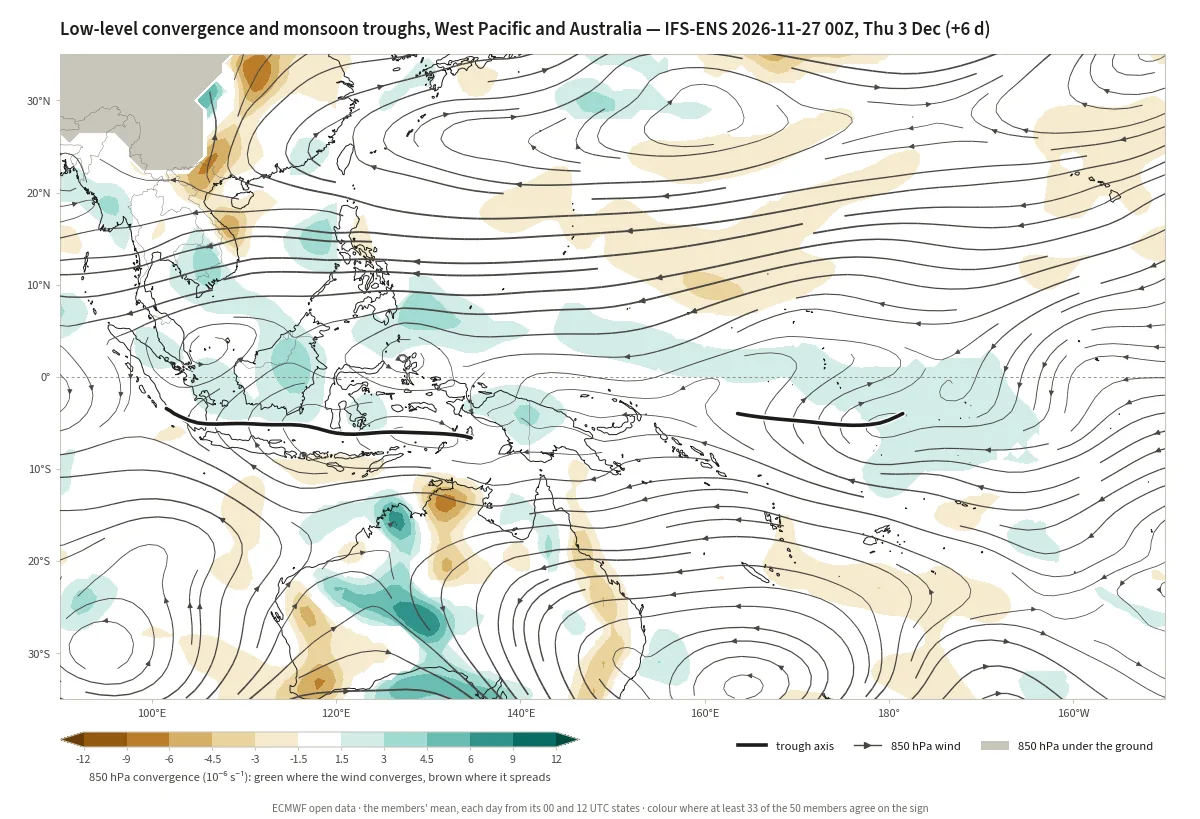 Low-level convergence and monsoon troughs, West Pacific and Australia — IFS-ENS 2026-11-27 00Z, Thu 3 Dec (+6 d)
30°N
20°N
10°N
0°
10°S
20°S
30°S
100°E
120°E
140°E
160°E
180°
160°W
-12
-9
-6
-4.5
-3
-1.5
1.5
3
4.5
6
9
12
850 hPa convergence (10⁻⁶ s⁻¹): green where the wind converges, brown where it spreads
trough axis
850 hPa wind
850 hPa under the ground
ECMWF open data · the members' mean, each day from its 00 and 12 UTC states · colour where at least 33 of the 50 members agree on the sign